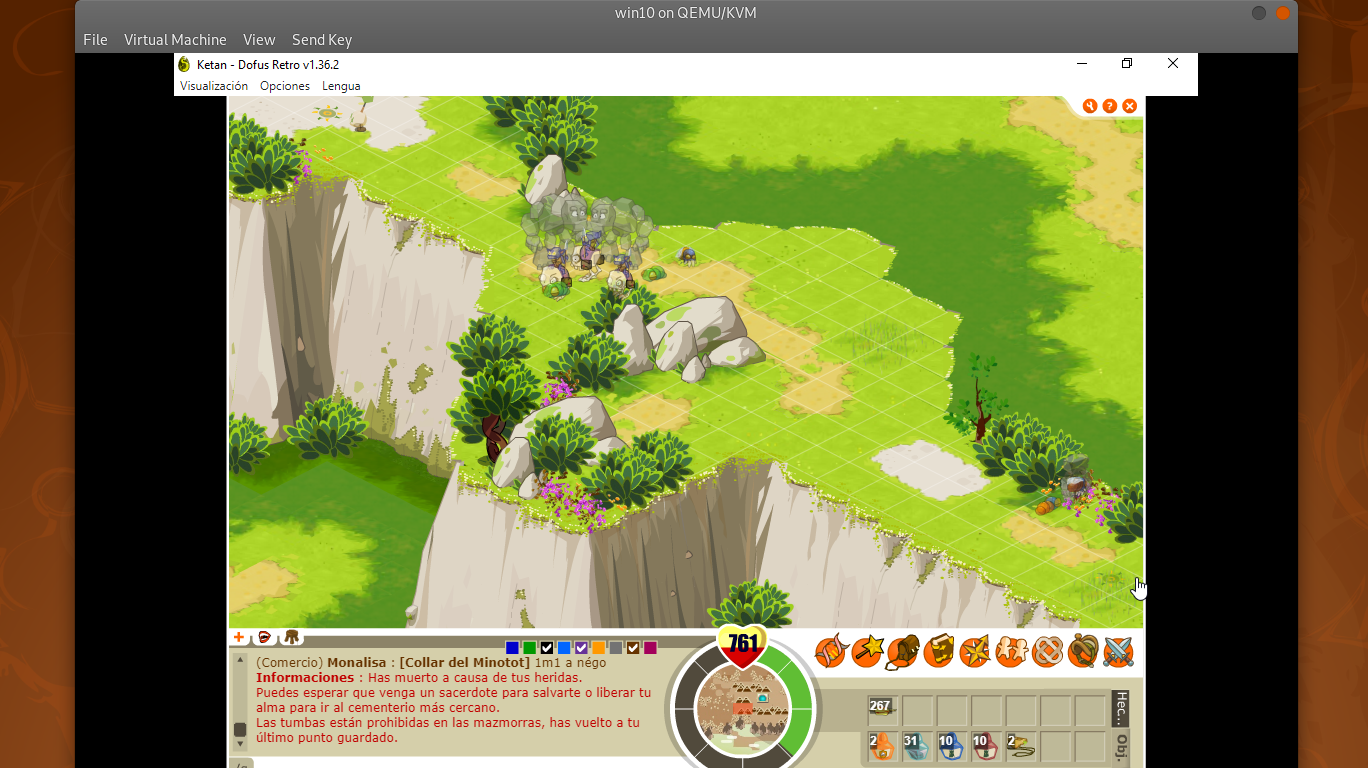 win10 on QEMU/KVM
File Virtual Machine View Send Key
Ketan - Dofus Retro v1.36.2
Visualización Opciones Lengua
761
(Comercio) Monalisa : [Collar del Minotot] 1m1 a négo
Informaciones : Has muerto a causa de tus heridas.
Puedes esperar que venga un sacerdote para salvarte o liberar tu
alma para ir al cementerio más cercano.
Las tumbas están prohibidas en las mazmorras, has vuelto a tu
último punto guardado.
267
Hec...
2 31 10 10 2
Obj.